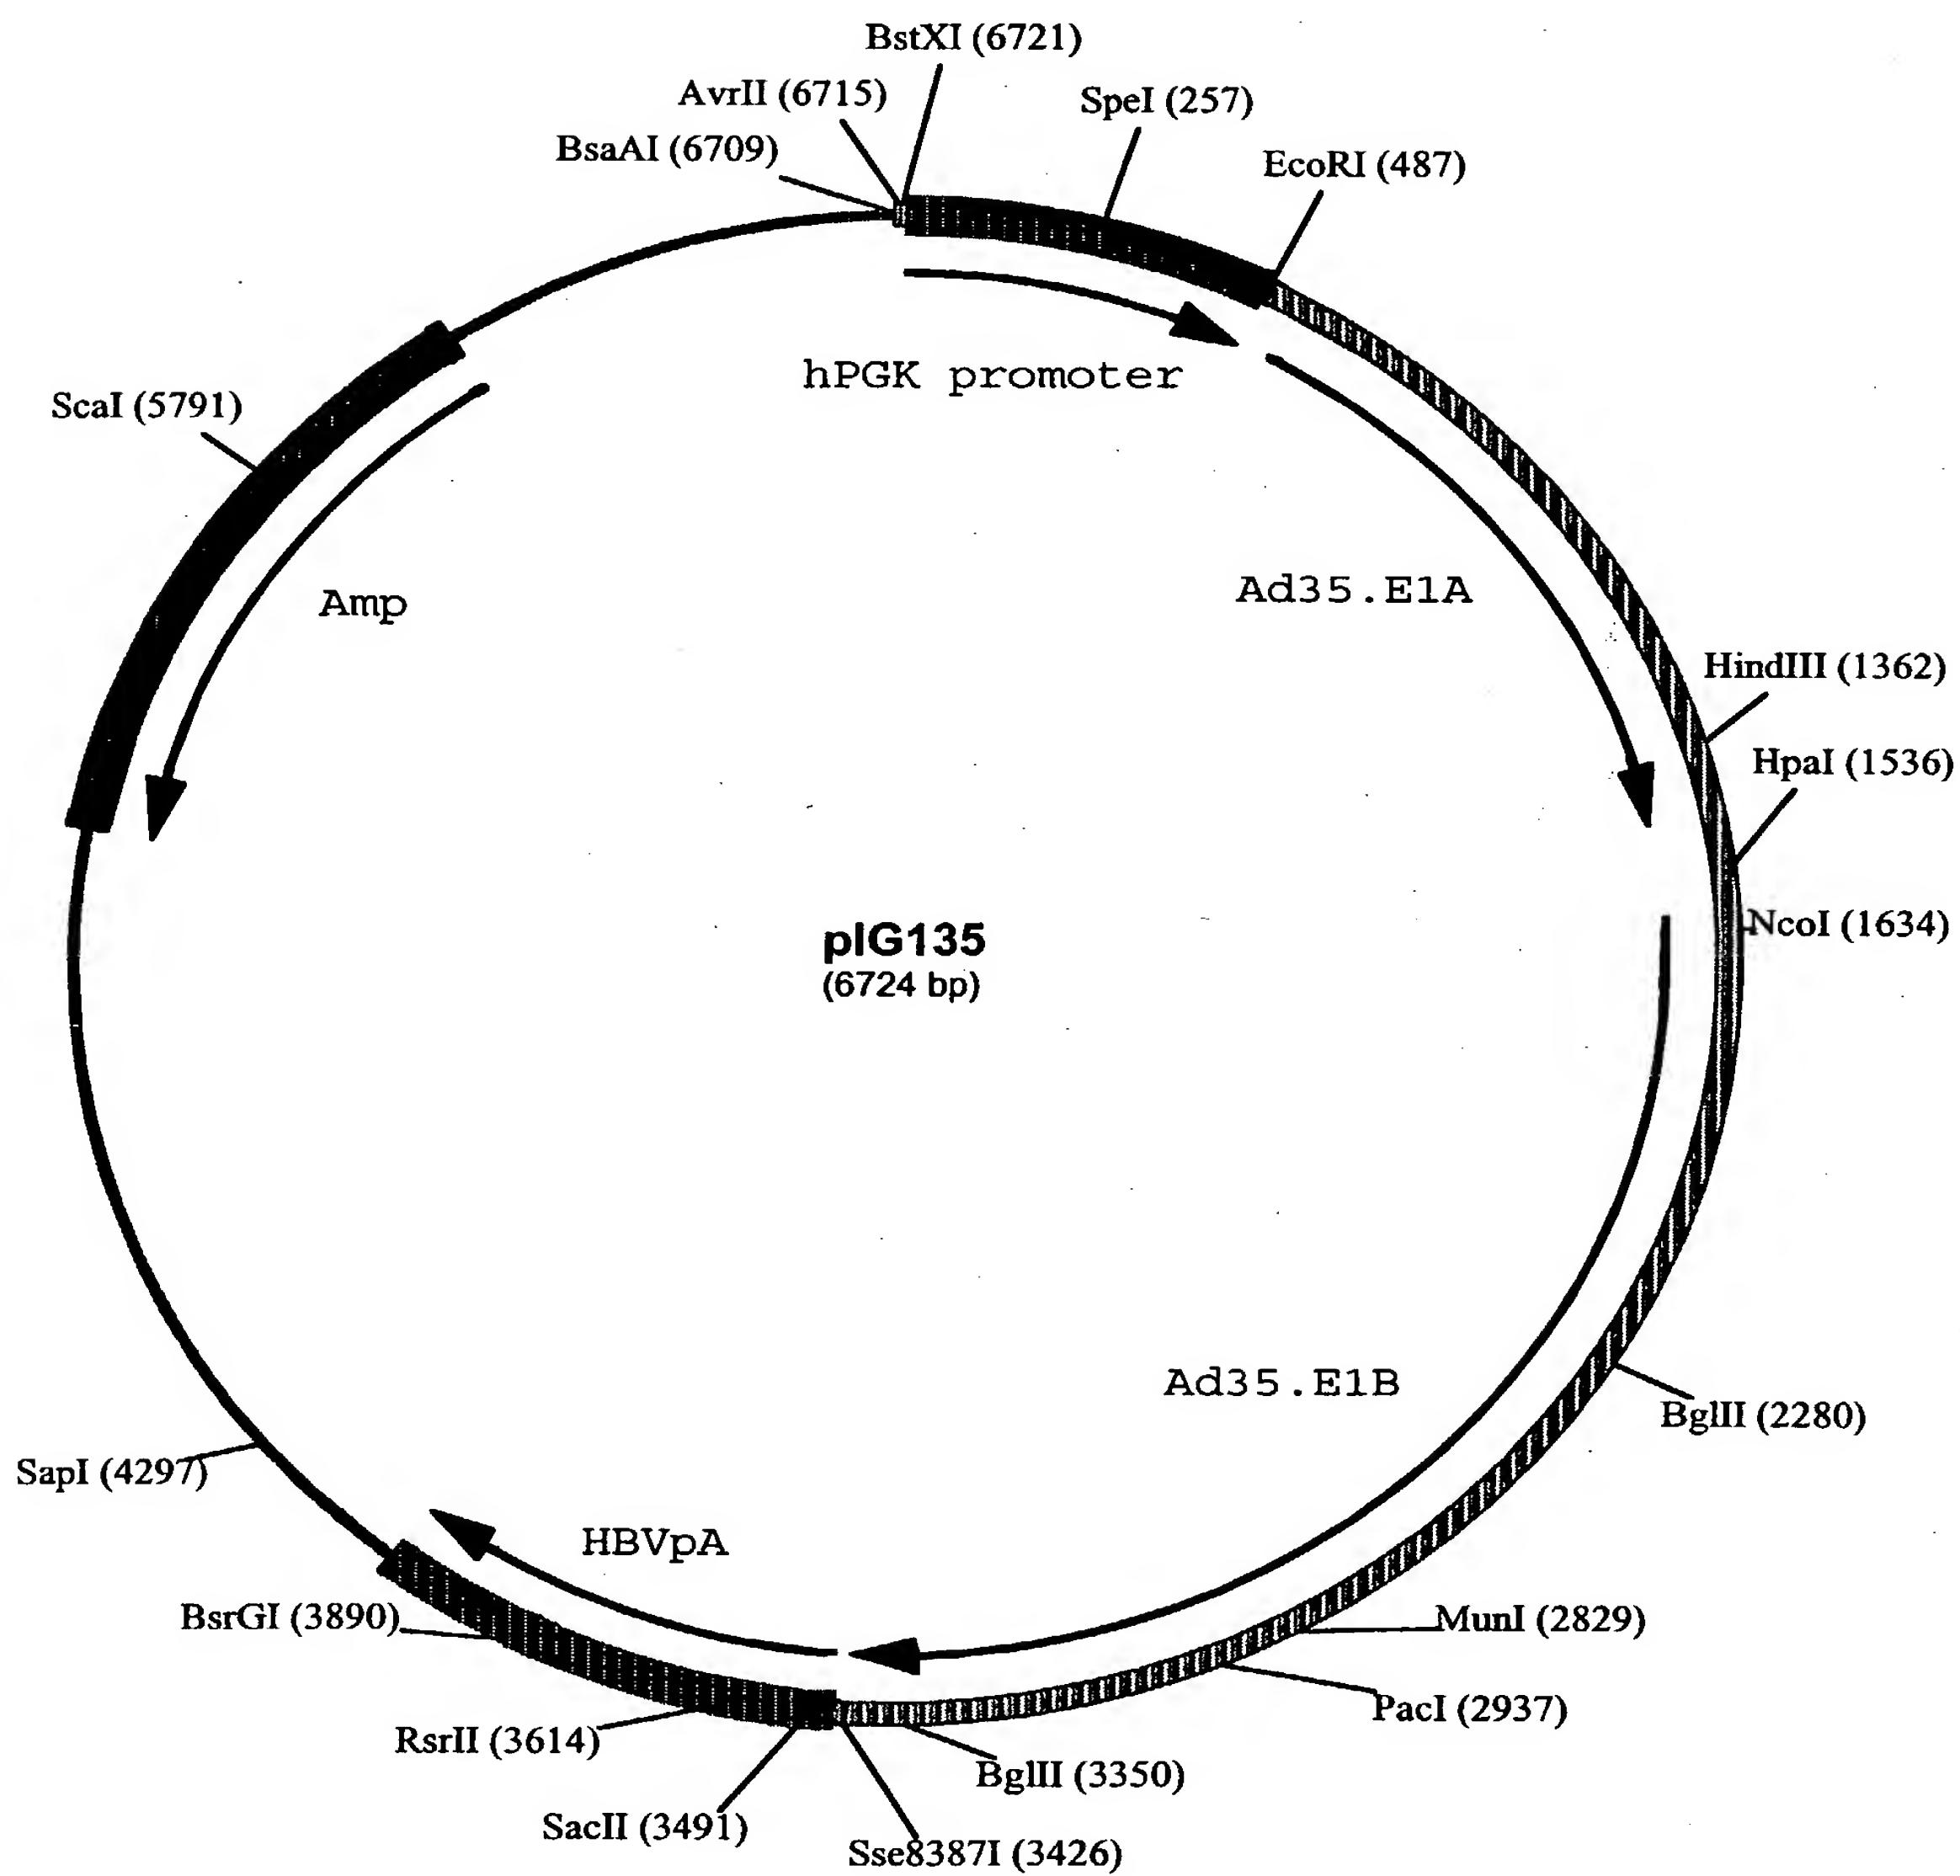 BstXI (6721)
AvrII (6715)
SpeI (257)
BsaAI (6709)
EcoRI (487)
hPGK promoter
ScaI (5791)
Amp
Ad35.E1A
HindIII (1362)
HpaI (1536)
NcoI (1634)
pIG135
(6724 bp)
Ad35.E1B
BglII (2280)
SapI (4297)
HBVpA
BsrGI (3890)
MunI (2829)
PacI (2937)
RsrII (3614)
BglII (3350)
SacII (3491)
Sse8387I (3426)